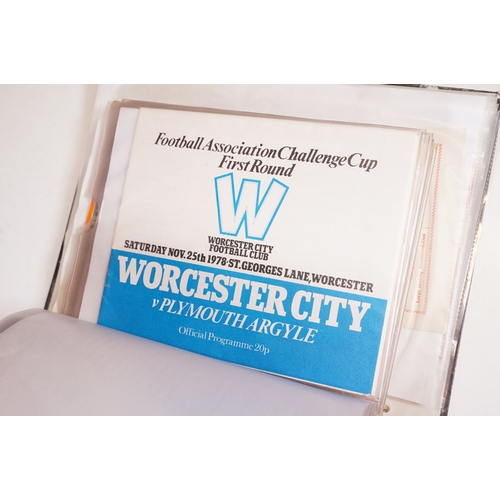 Football Association Challenge Cup
First Round
W
WORCESTER CITY
FOOTBALL CLUB
SATURDAY NOV. 25th 1978·ST. GEORGES LANE, WORCESTER
WORCESTER CITY
v PLYMOUTH ARGYLE
Official Programme 20p